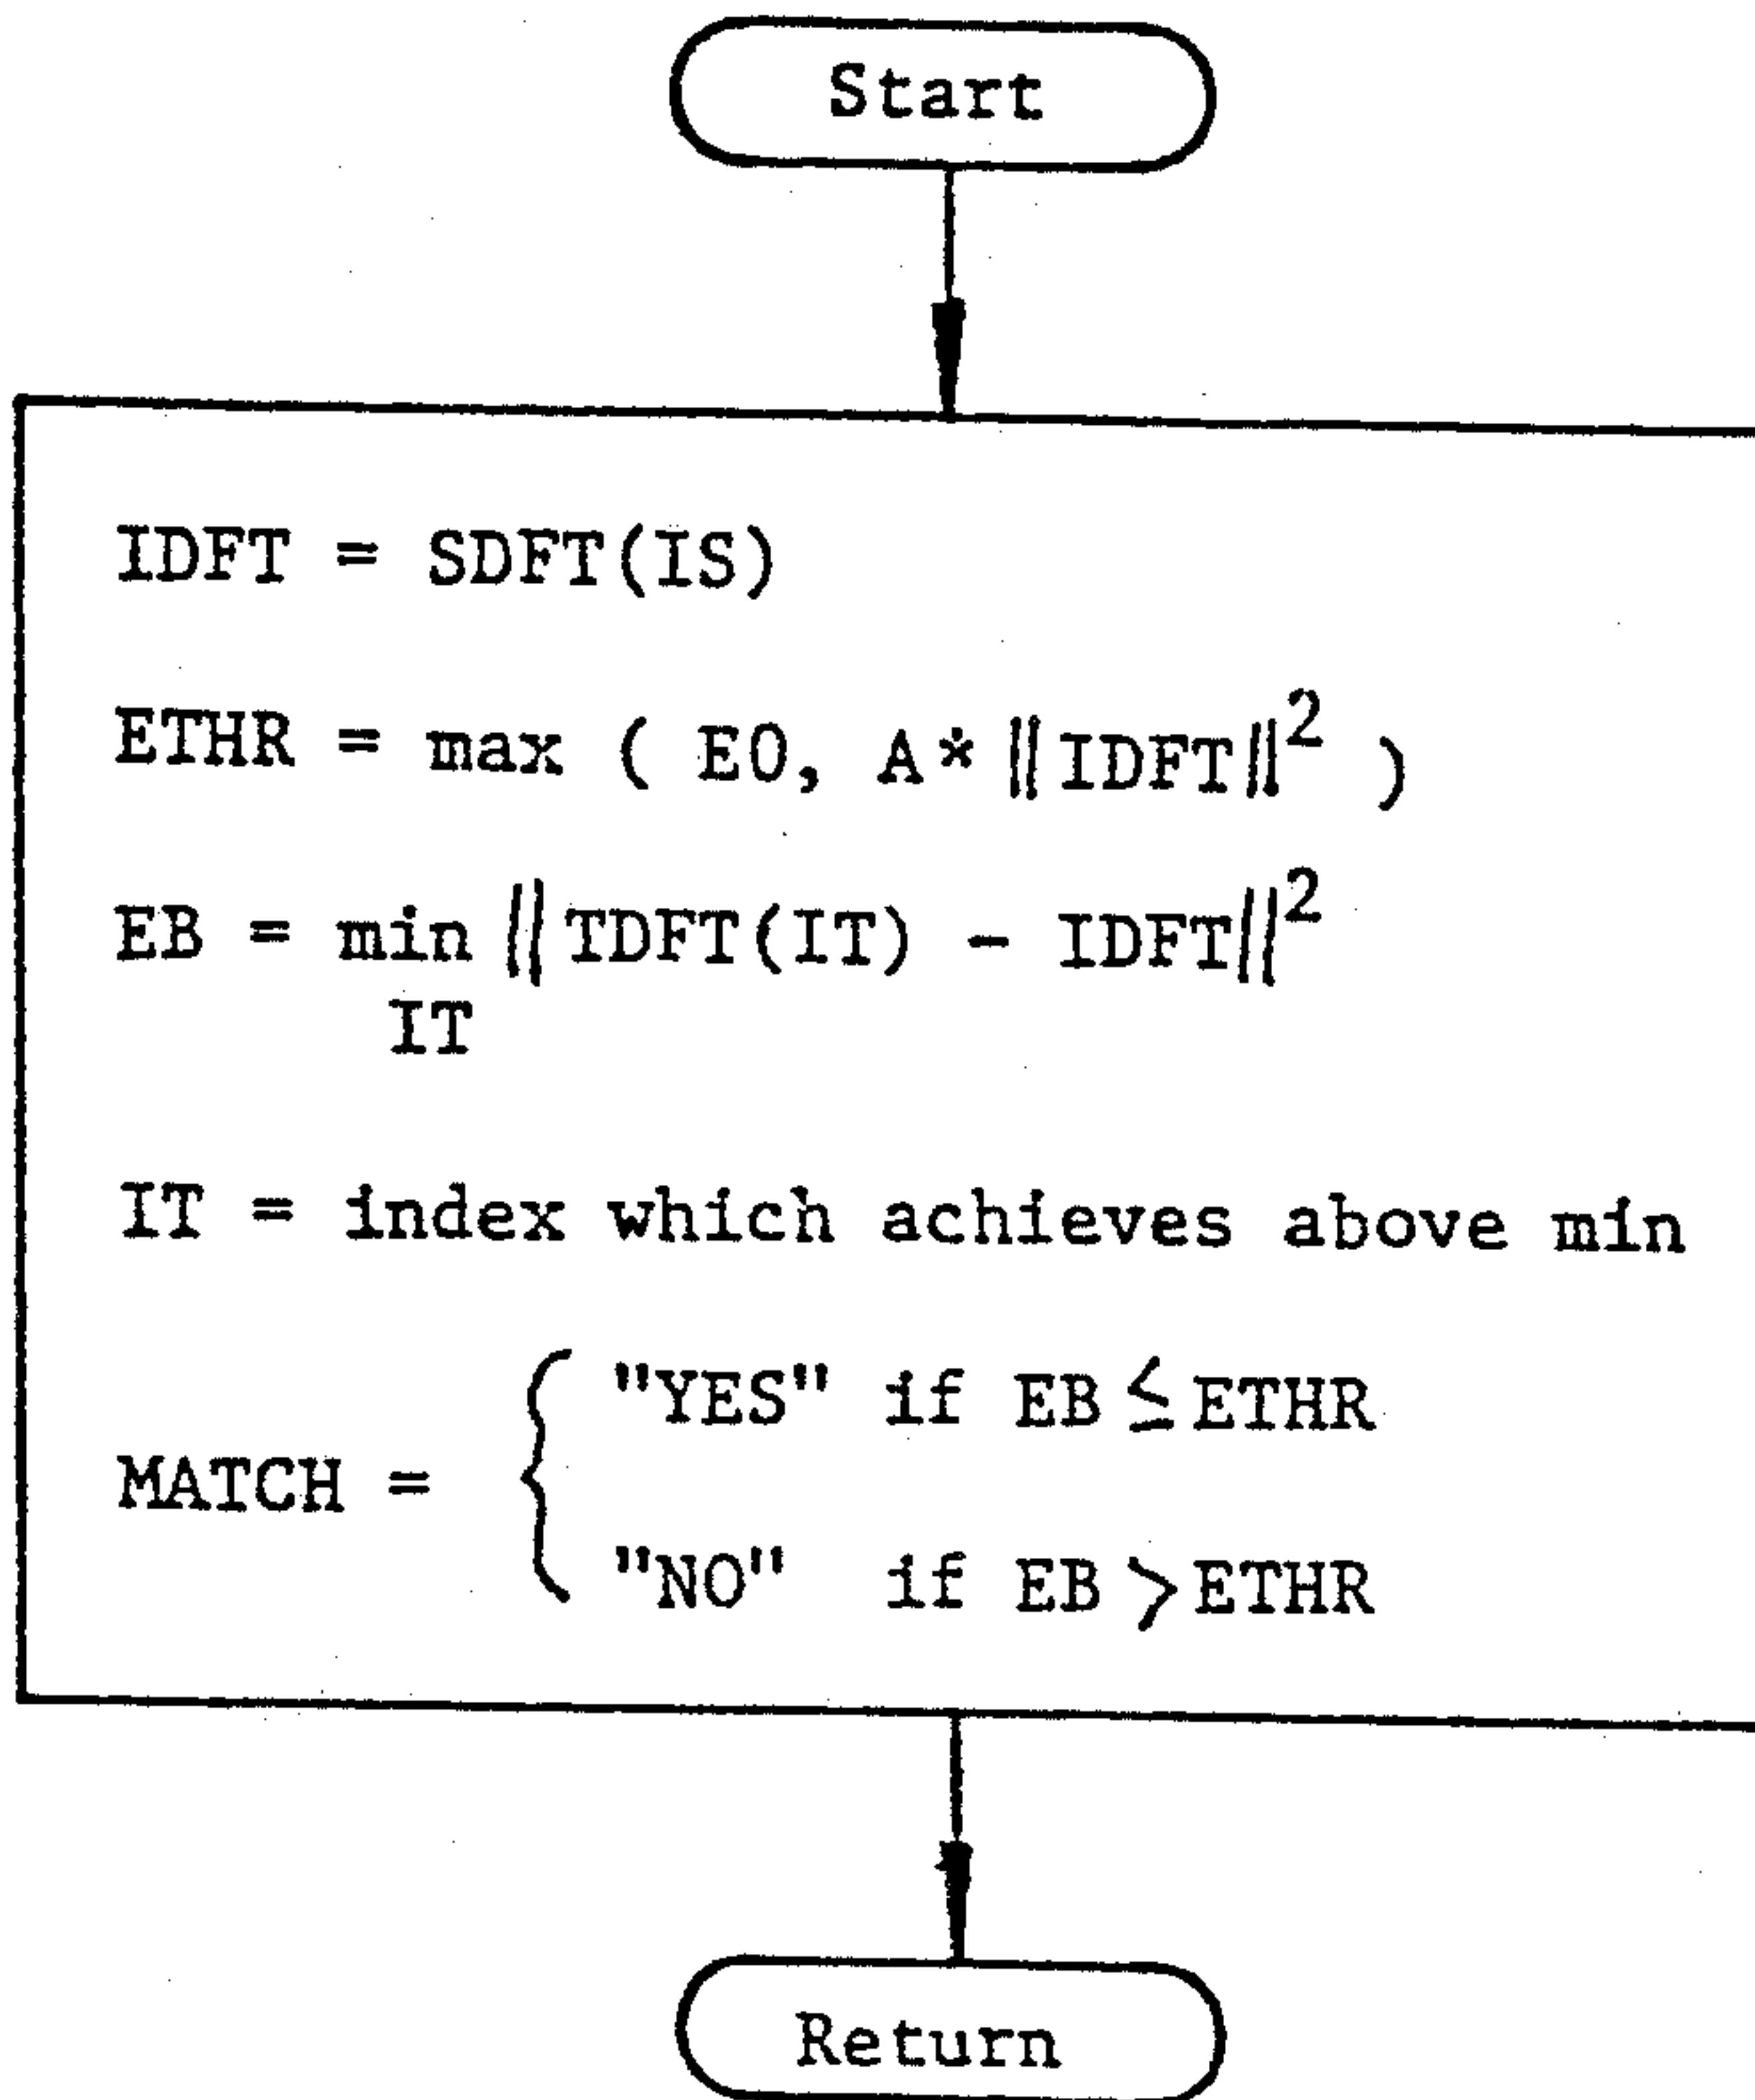 Start
IDFT = SDFT(IS)
ETHR = max ( EO, A* ‖IDFT‖² )
EB = min ‖TDFT(IT) - IDFT‖²
IT
IT = index which achieves above min
"YES" if EB ≤ ETHR
MATCH =
"NO" if EB > ETHR
Return